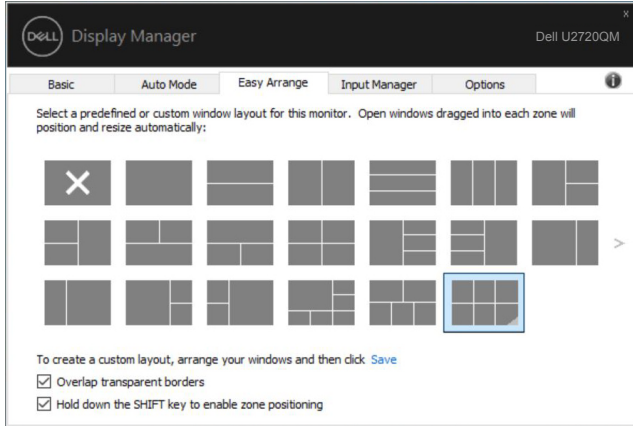 x
DELL Display Manager
Dell U2720QM
Basic Auto Mode Easy Arrange Input Manager Options
Select a predefined or custom window layout for this monitor. Open windows dragged into each zone will
position and resize automatically:
To create a custom layout, arrange your windows and then click Save
Overlap transparent borders
Hold down the SHIFT key to enable zone positioning